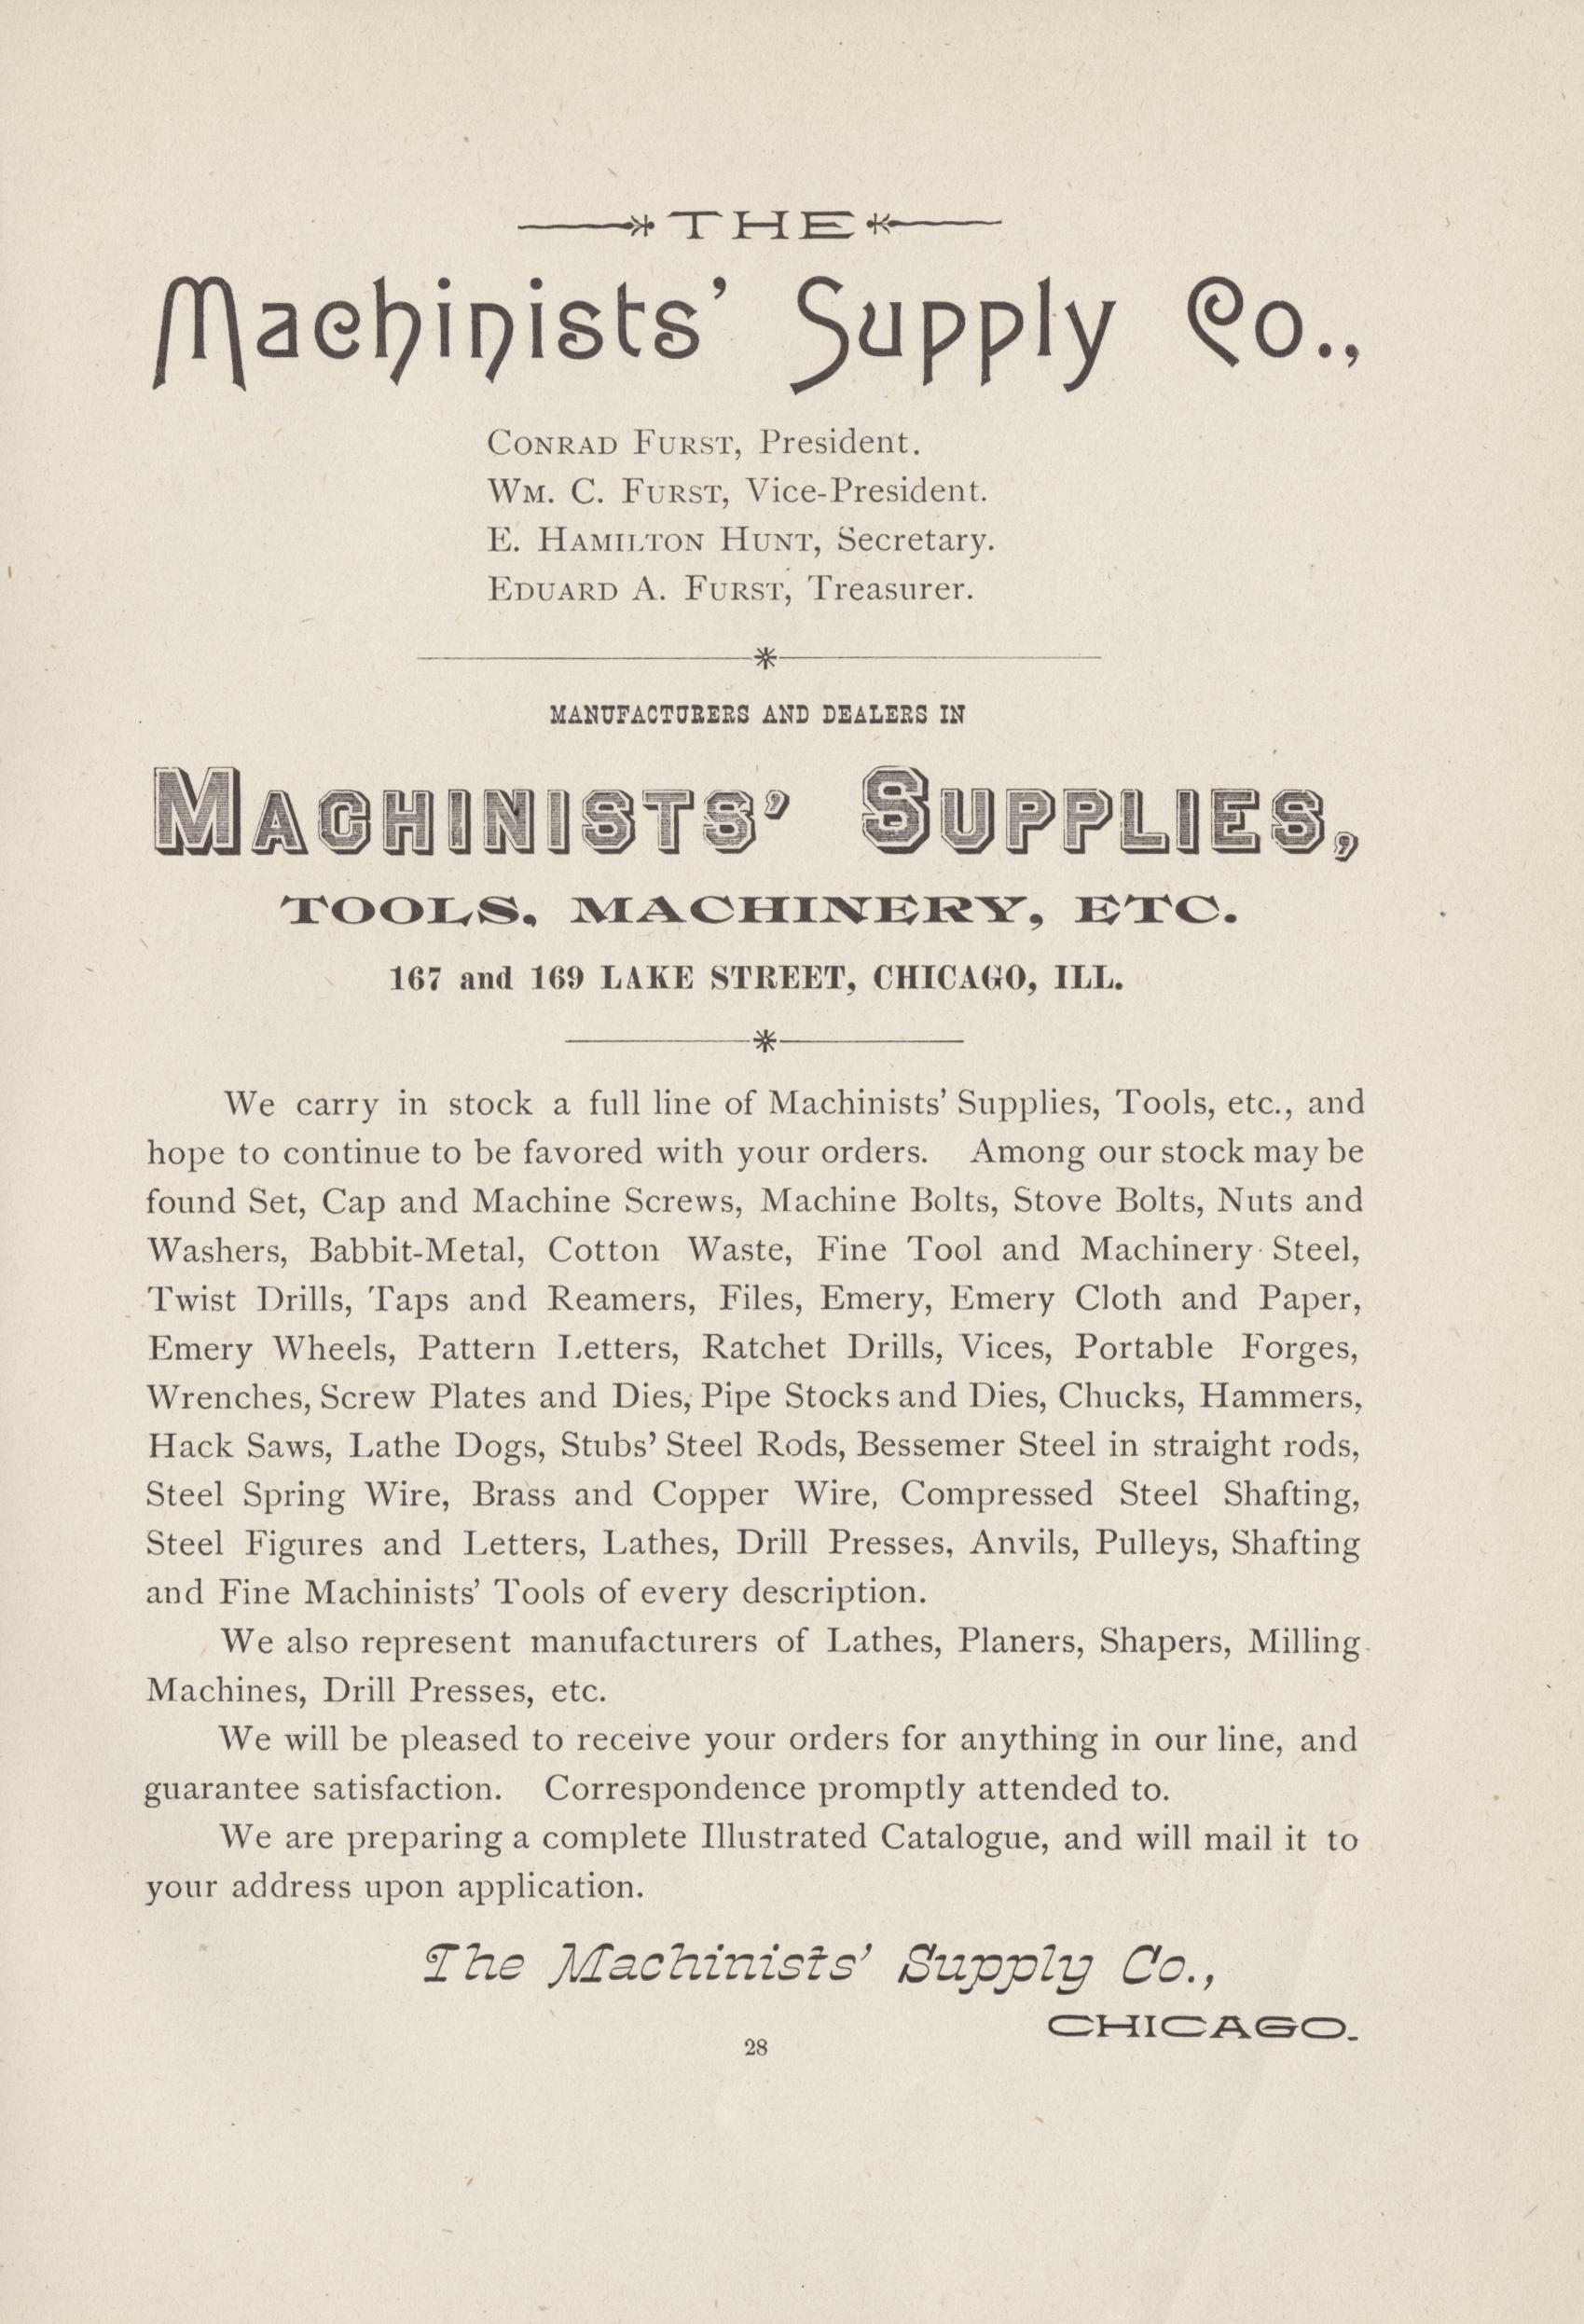 THE
Machinists' Supply Co.,
CONRAD FURST, President.
WM. C. FURST, Vice-President.
E. HAMILTON HUNT, Secretary.
EDUARD A. FURST, Treasurer.
MANUFACTURERS AND DEALERS IN
MACHINISTS' SUPPLIES,
TOOLS, MACHINERY, ETC.
167 and 169 LAKE STREET, CHICAGO, ILL.
We carry in stock a full line of Machinists' Supplies, Tools, etc., and
hope to continue to be favored with your orders. Among our stock may be
found Set, Cap and Machine Screws, Machine Bolts, Stove Bolts, Nuts and
Washers, Babbit-Metal, Cotton Waste, Fine Tool and Machinery Steel,
Twist Drills, Taps and Reamers, Files, Emery, Emery Cloth and Paper,
Emery Wheels, Pattern Letters, Ratchet Drills, Vices, Portable Forges,
Wrenches, Screw Plates and Dies, Pipe Stocks and Dies, Chucks, Hammers,
Hack Saws, Lathe Dogs, Stubs' Steel Rods, Bessemer Steel in straight rods,
Steel Spring Wire, Brass and Copper Wire, Compressed Steel Shafting,
Steel Figures and Letters, Lathes, Drill Presses, Anvils, Pulleys, Shafting
and Fine Machinists' Tools of every description.
We also represent manufacturers of Lathes, Planers, Shapers, Milling
Machines, Drill Presses, etc.
We will be pleased to receive your orders for anything in our line, and
guarantee satisfaction. Correspondence promptly attended to.
We are preparing a complete Illustrated Catalogue, and will mail it to
your address upon application.
The Machinists' Supply Co.,
CHICAGO.
28